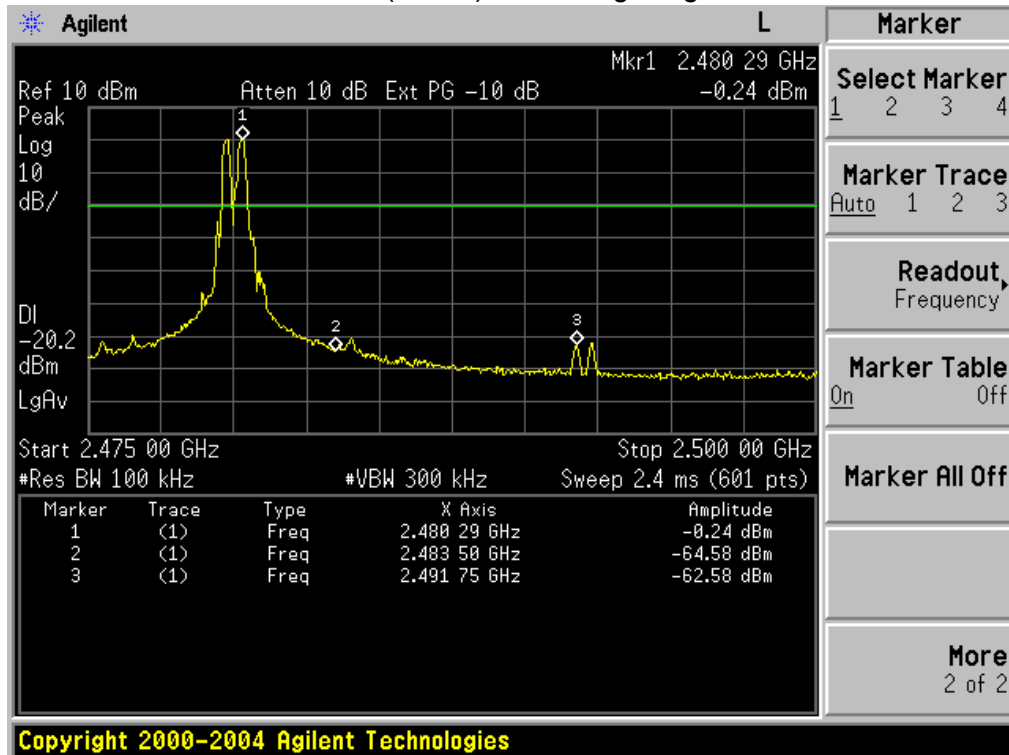 Agilent L Marker
Mkr1 2.480 29 GHz
Ref 10 dBm Atten 10 dB Ext PG -10 dB -0.24 dBm
Peak
Log
10
dB/
1
2
3
DI
-20.2
dBm
LgAv
Start 2.475 00 GHz Stop 2.500 00 GHz
#Res BW 100 kHz #VBW 300 kHz Sweep 2.4 ms (601 pts)
Marker Trace Type X Axis Amplitude
1 (1) Freq 2.480 29 GHz -0.24 dBm
2 (1) Freq 2.483 50 GHz -64.58 dBm
3 (1) Freq 2.491 75 GHz -62.58 dBm
Select Marker
1 2 3 4
Marker Trace
Auto 1 2 3
Readout
Frequency
Marker Table
On Off
Marker All Off
More
2 of 2
Copyright 2000-2004 Agilent Technologies